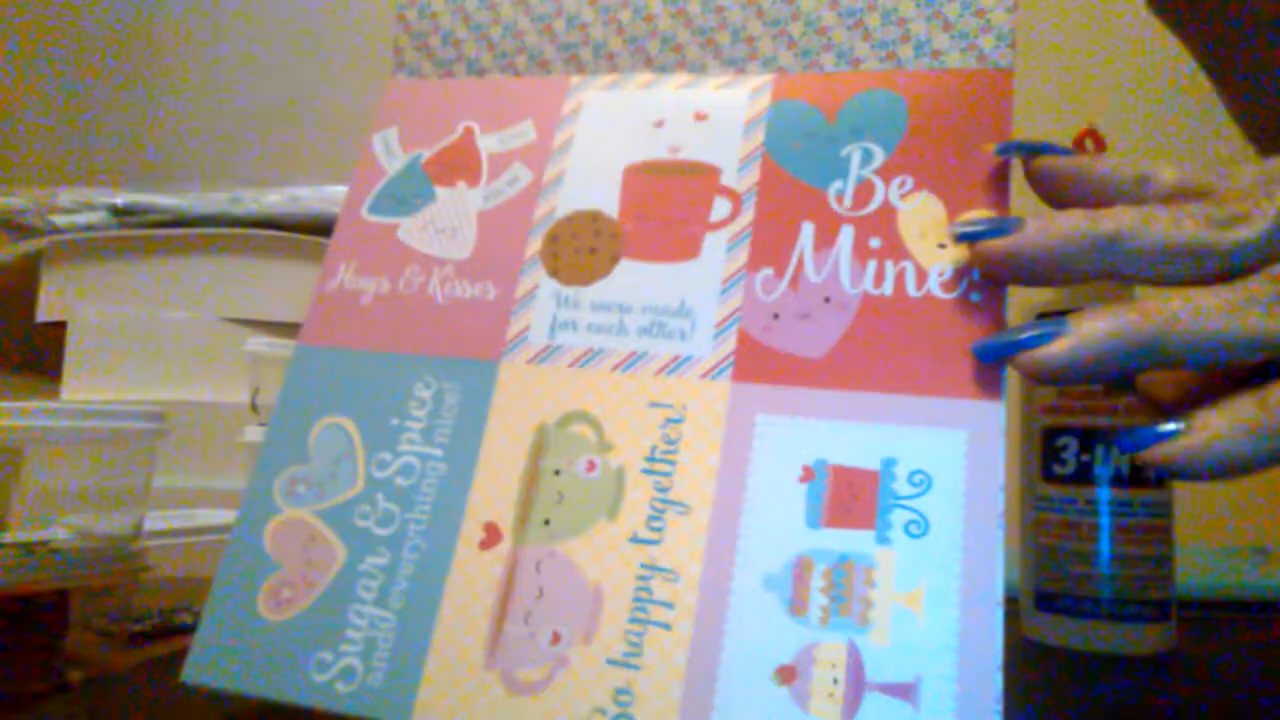 Hugs & Kisses
We were made
for each other!
Be
Mine!
Sugar & Spice
and everything nice!
So happy together!
3-IN-